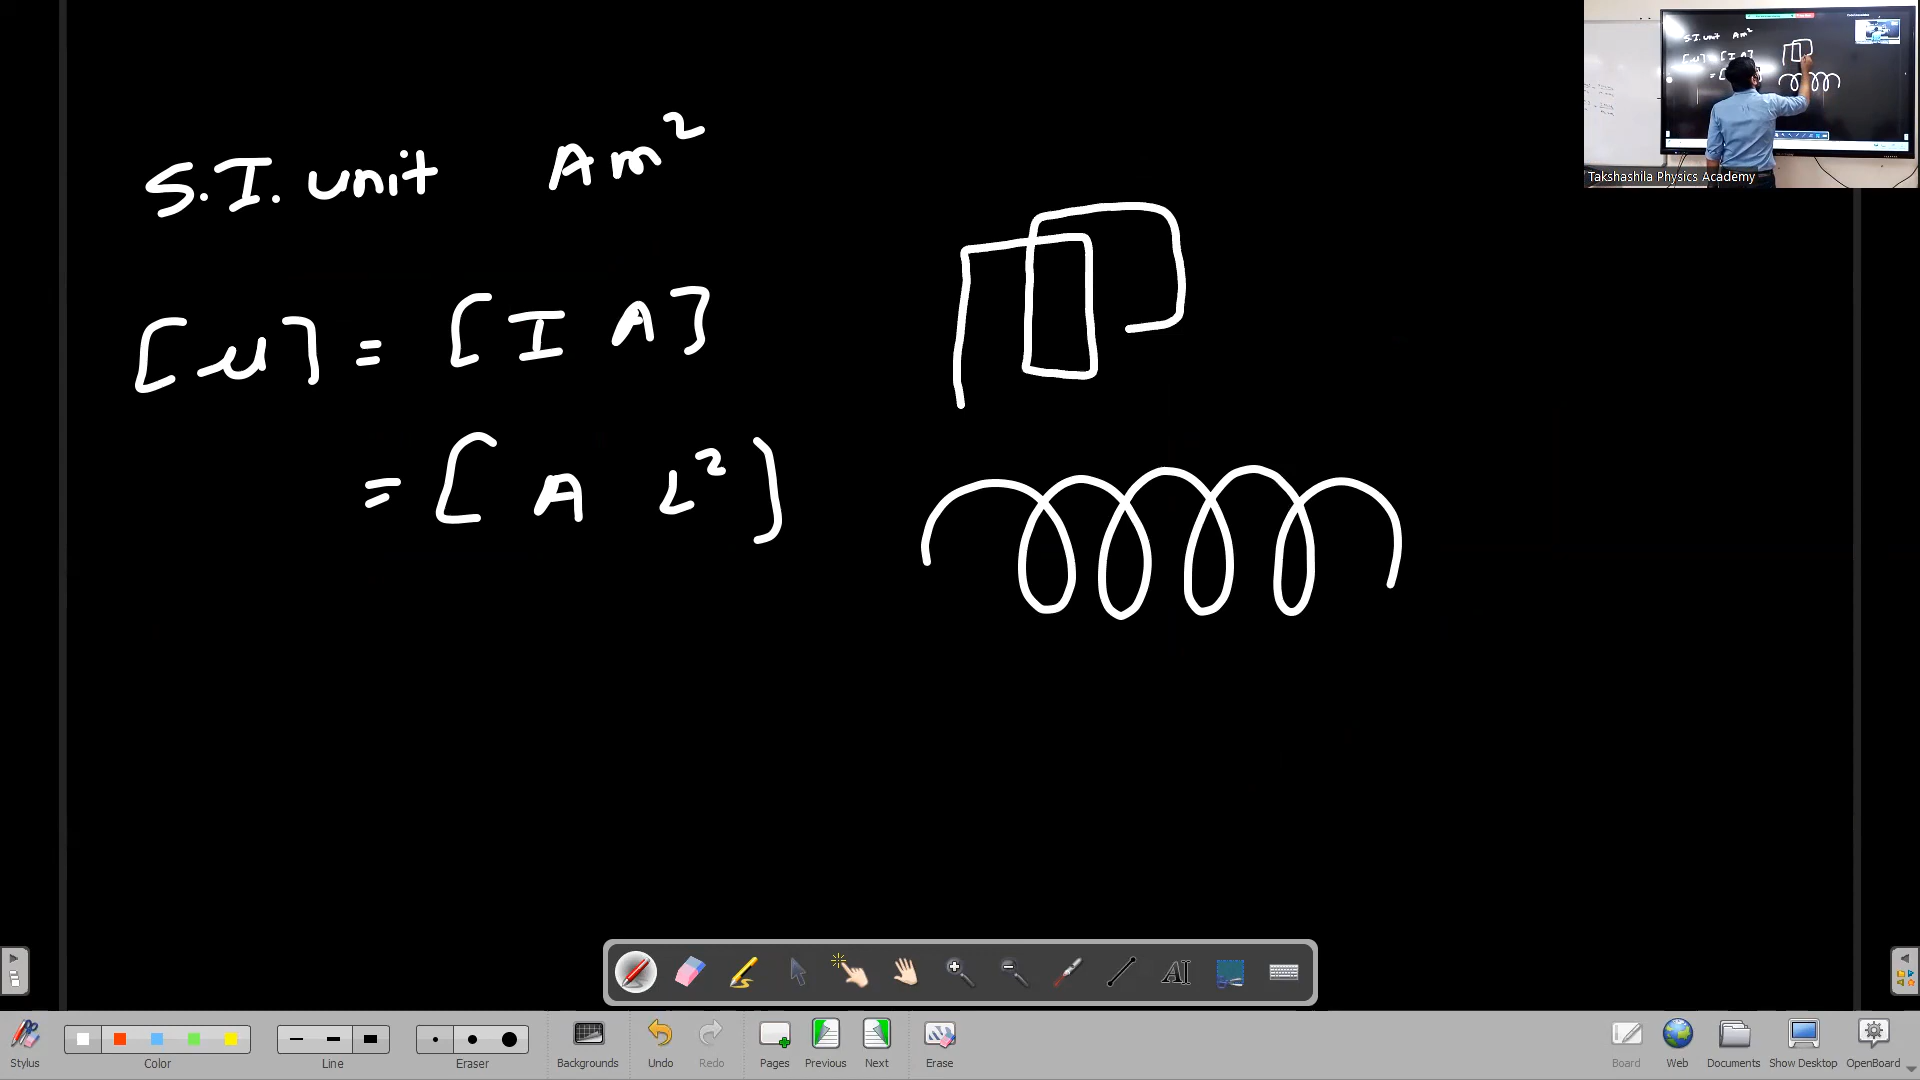 S.I. unit Am²
[μ] = [I A]
= [A L²]
Takshashila Physics Academy
Stylus
Color
Line
Eraser
Backgrounds
Undo
Redo
Pages
Previous
Next
Erase
Board
Web
Documents
Show Desktop
OpenBoard